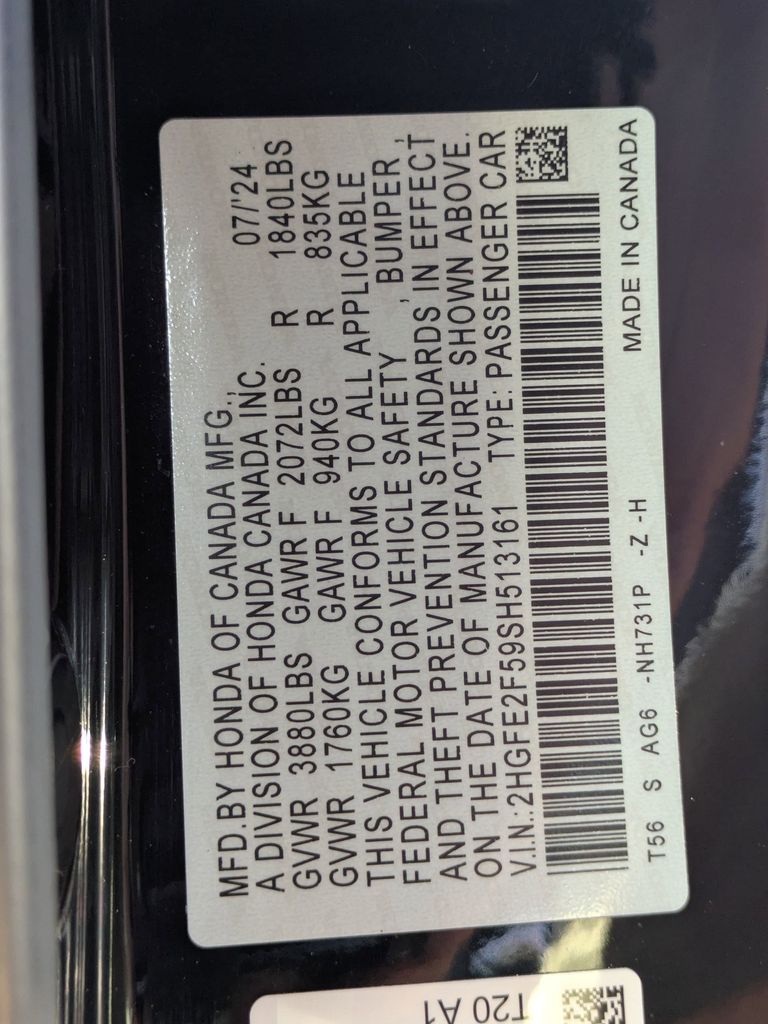 MFD.BY HONDA OF CANADA MFG.,
A DIVISION OF HONDA CANADA INC. 07/'24
GVWR 3880LBS GAWR F 2072LBS R 1840LBS
GVWR 1760KG GAWR F 940KG R 835KG
THIS VEHICLE CONFORMS TO ALL APPLICABLE
FEDERAL MOTOR VEHICLE SAFETY , BUMPER ,
AND THEFT PREVENTION STANDARDS IN EFFECT
ON THE DATE OF MANUFACTURE SHOWN ABOVE.
V.I.N.:2HGFE2F59SH513161 TYPE: PASSENGER CAR
MADE IN CANADA
T56 S AG6 -NH731P -Z -H
T20 A1